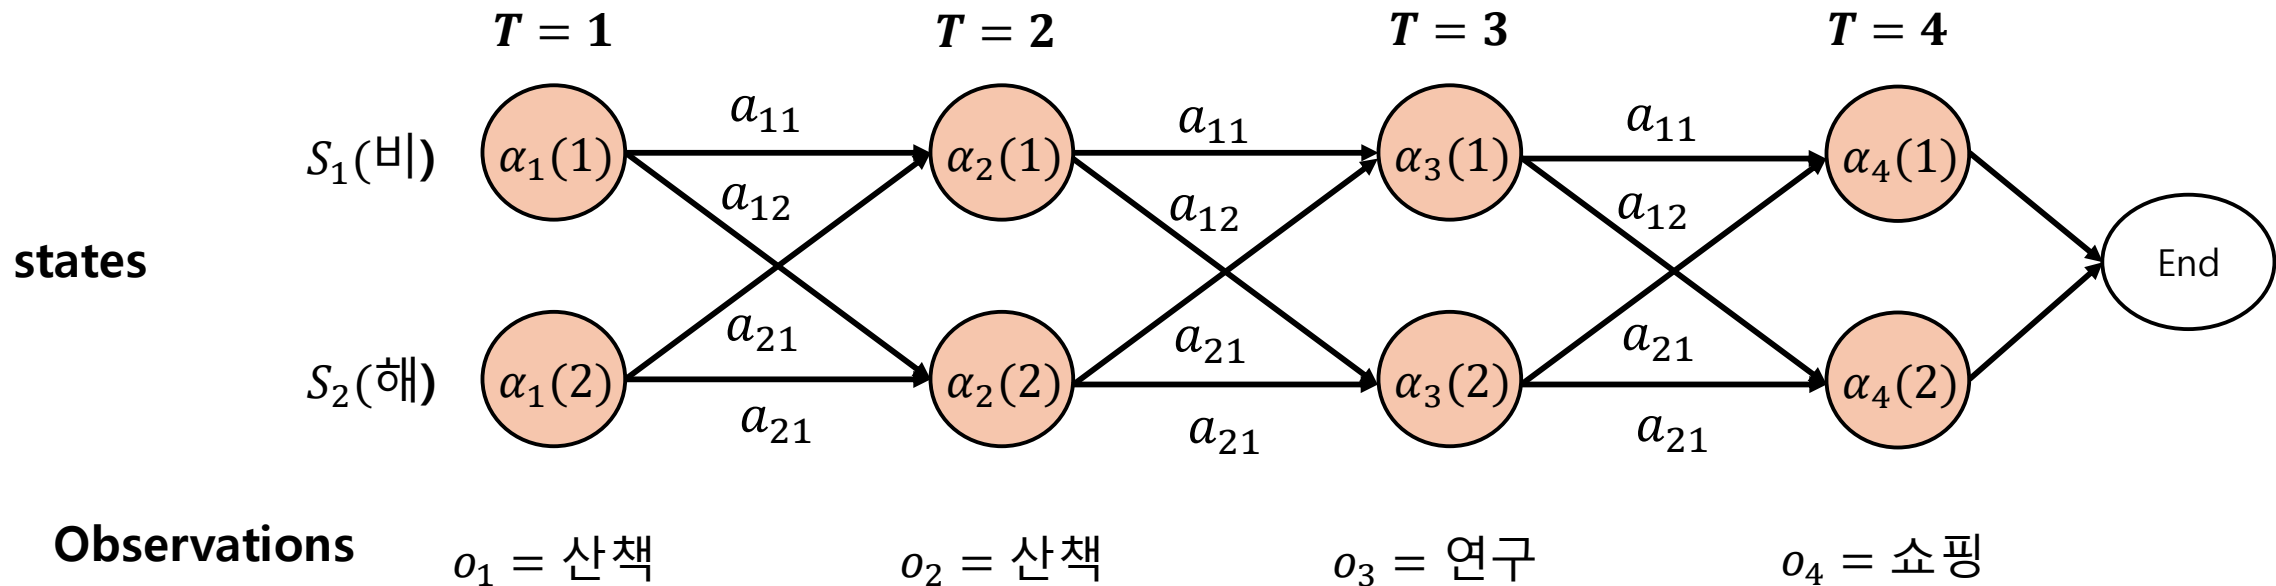 T = 1 T = 2 T = 3 T = 4
a₁₁ a₁₁ a₁₁
S₁(비) α₁(1) α₂(1) α₃(1) α₄(1)
a₁₂ a₁₂ a₁₂
states End
a₂₁ a₂₁ a₂₁
S₂(해) α₁(2) α₂(2) α₃(2) α₄(2)
a₂₁ a₂₁ a₂₁
Observations o₁ = 산책 o₂ = 산책 o₃ = 연구 o₄ = 쇼핑